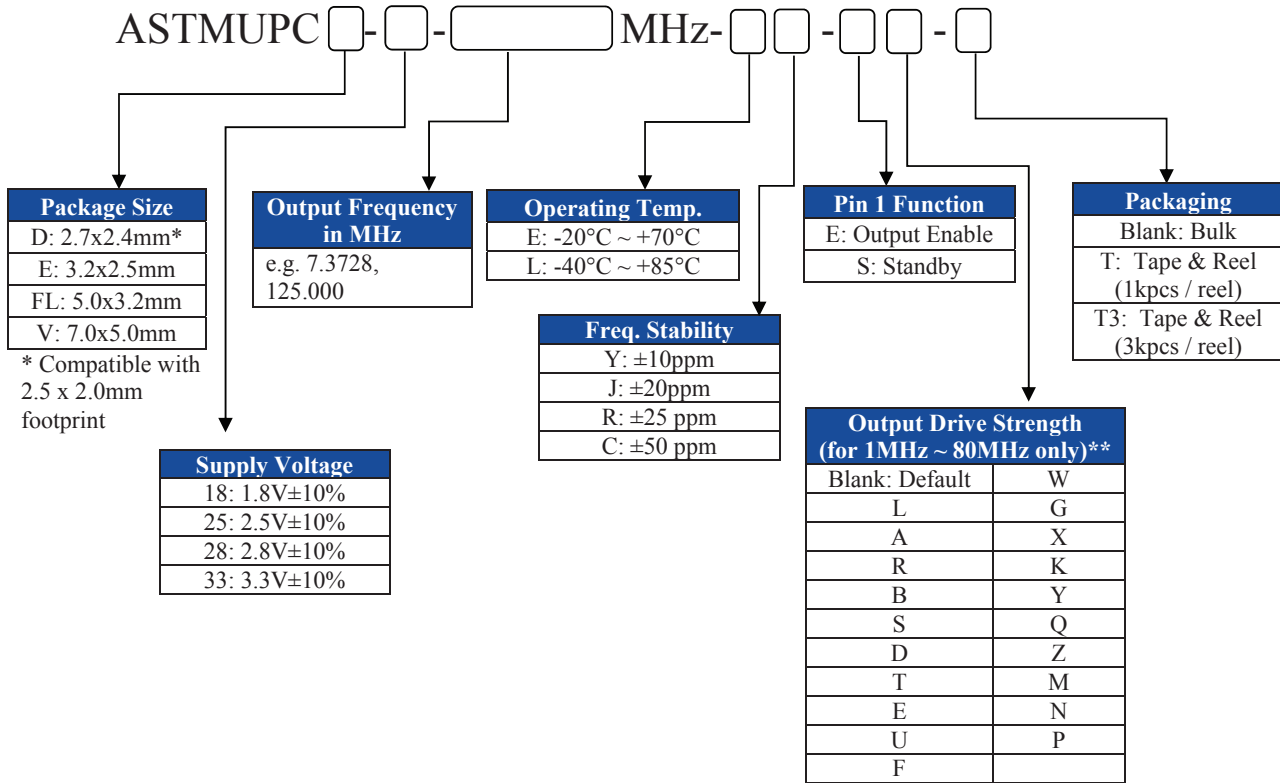 ASTMUPC - - MHz- - -
Package Size
D: 2.7x2.4mm*
E: 3.2x2.5mm
FL: 5.0x3.2mm
V: 7.0x5.0mm
* Compatible with
2.5 x 2.0mm
footprint
Supply Voltage
18: 1.8V±10%
25: 2.5V±10%
28: 2.8V±10%
33: 3.3V±10%
Output Frequency
in MHz
e.g. 7.3728,
125.000
Operating Temp.
E: -20°C ~ +70°C
L: -40°C ~ +85°C
Freq. Stability
Y: ±10ppm
J: ±20ppm
R: ±25 ppm
C: ±50 ppm
Pin 1 Function
E: Output Enable
S: Standby
Output Drive Strength
(for 1MHz ~ 80MHz only)**
Blank: Default W
L G
A X
R K
B Y
S Q
D Z
T M
E N
U P
F
Packaging
Blank: Bulk
T: Tape & Reel
(1kpcs / reel)
T3: Tape & Reel
(3kpcs / reel)